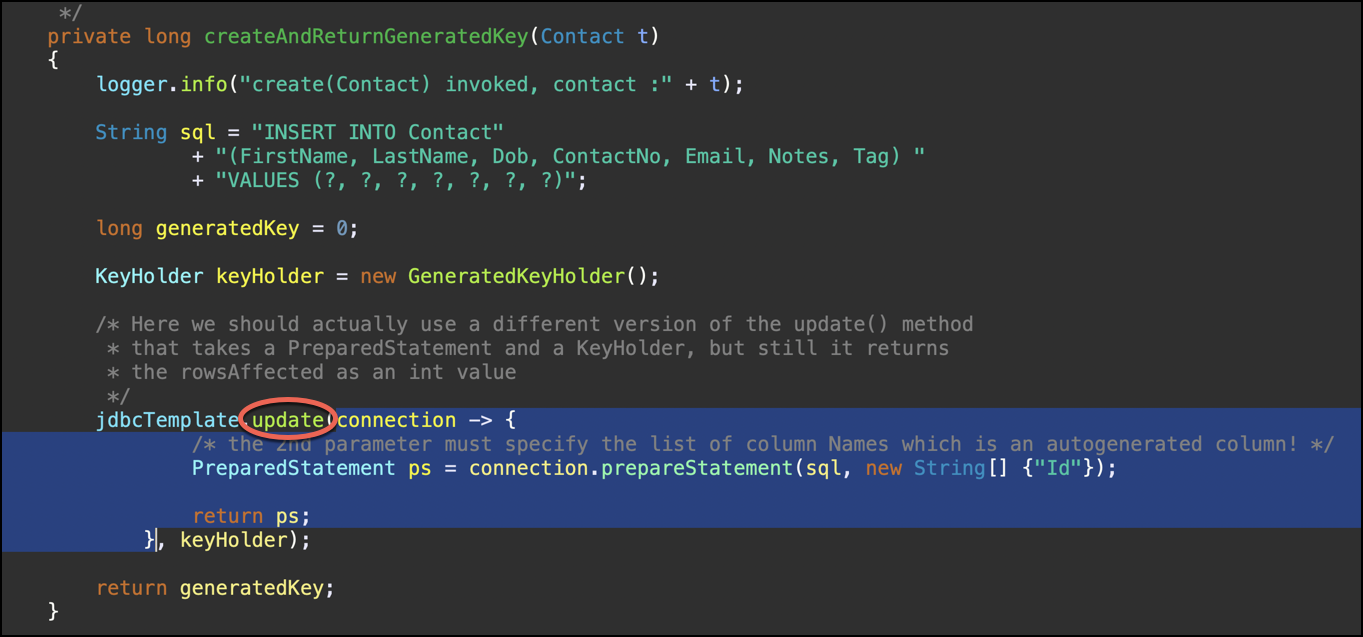 */
private long createAndReturnGeneratedKey(Contact t)
{
logger.info("create(Contact) invoked, contact :" + t);
String sql = "INSERT INTO Contact"
+ "(FirstName, LastName, Dob, ContactNo, Email, Notes, Tag) "
+ "VALUES (?, ?, ?, ?, ?, ?, ?)";
long generatedKey = 0;
KeyHolder keyHolder = new GeneratedKeyHolder();
/* Here we should actually use a different version of the update() method
* that takes a PreparedStatement and a KeyHolder, but still it returns
* the rowsAffected as an int value
*/
jdbcTemplate.update(connection -> {
/* the 2nd parameter must specify the list of column Names which is an autogenerated column! */
PreparedStatement ps = connection.prepareStatement(sql, new String[] {"Id"});
return ps;
}, keyHolder);
return generatedKey;
}